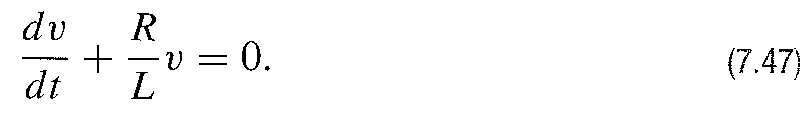 dv/dt + R/L v = 0. (7.47)